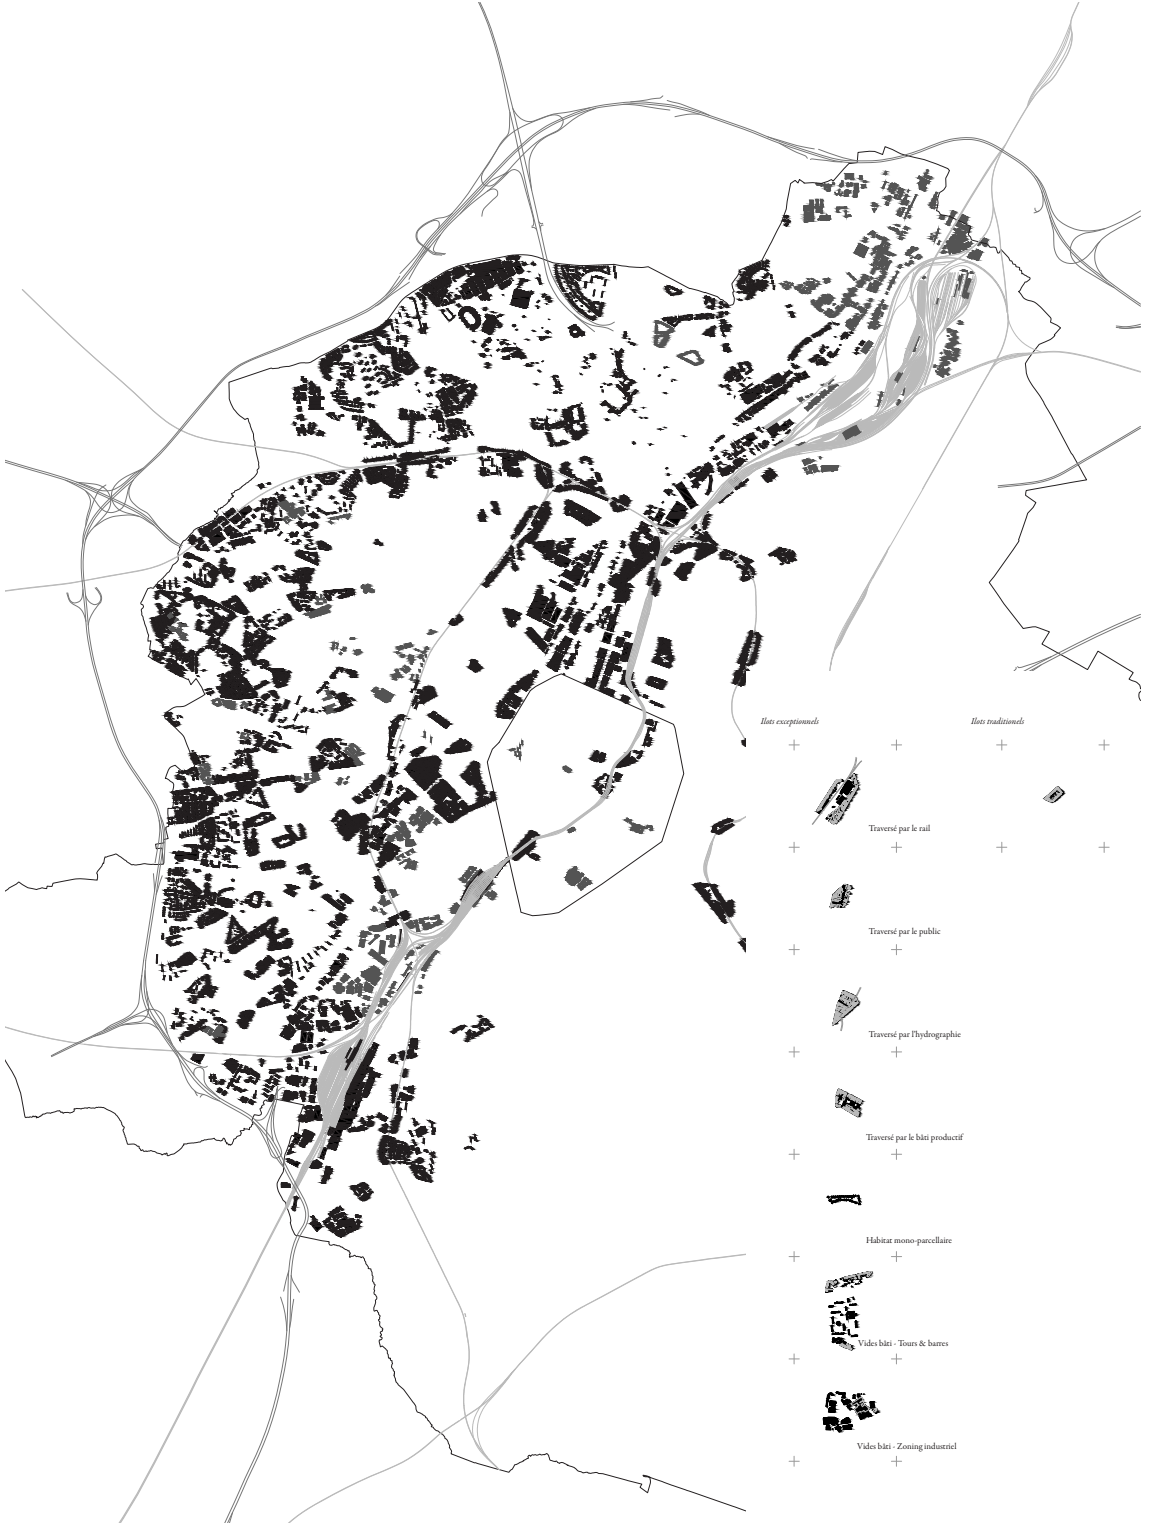 Ilots exceptionnels
Ilots traditionels
Traversé par le rail
Traversé par le public
Traversé par l'hydrographie
Traversé par le bâti productif
Habitat mono-parcellaire
Vides bâti - Tours & barres
Vides bâti - Zoning industriel